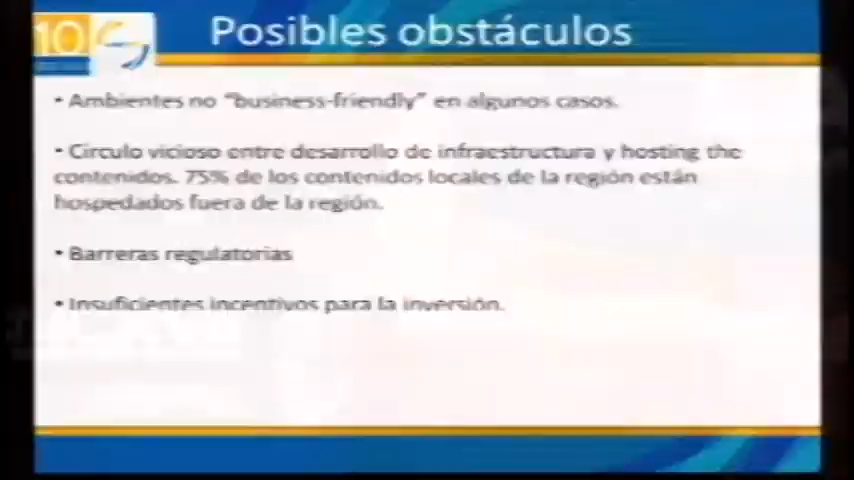 10
Posibles obstáculos
• Ambientes no "business-friendly" en algunos casos.
• Circulo vicioso entre desarrollo de infraestructura y hosting the
contenidos. 75% de los contenidos locales de la región están
hospedados fuera de la región.
• Barreras regulatorias
• Insuficientes incentivos para la inversión.